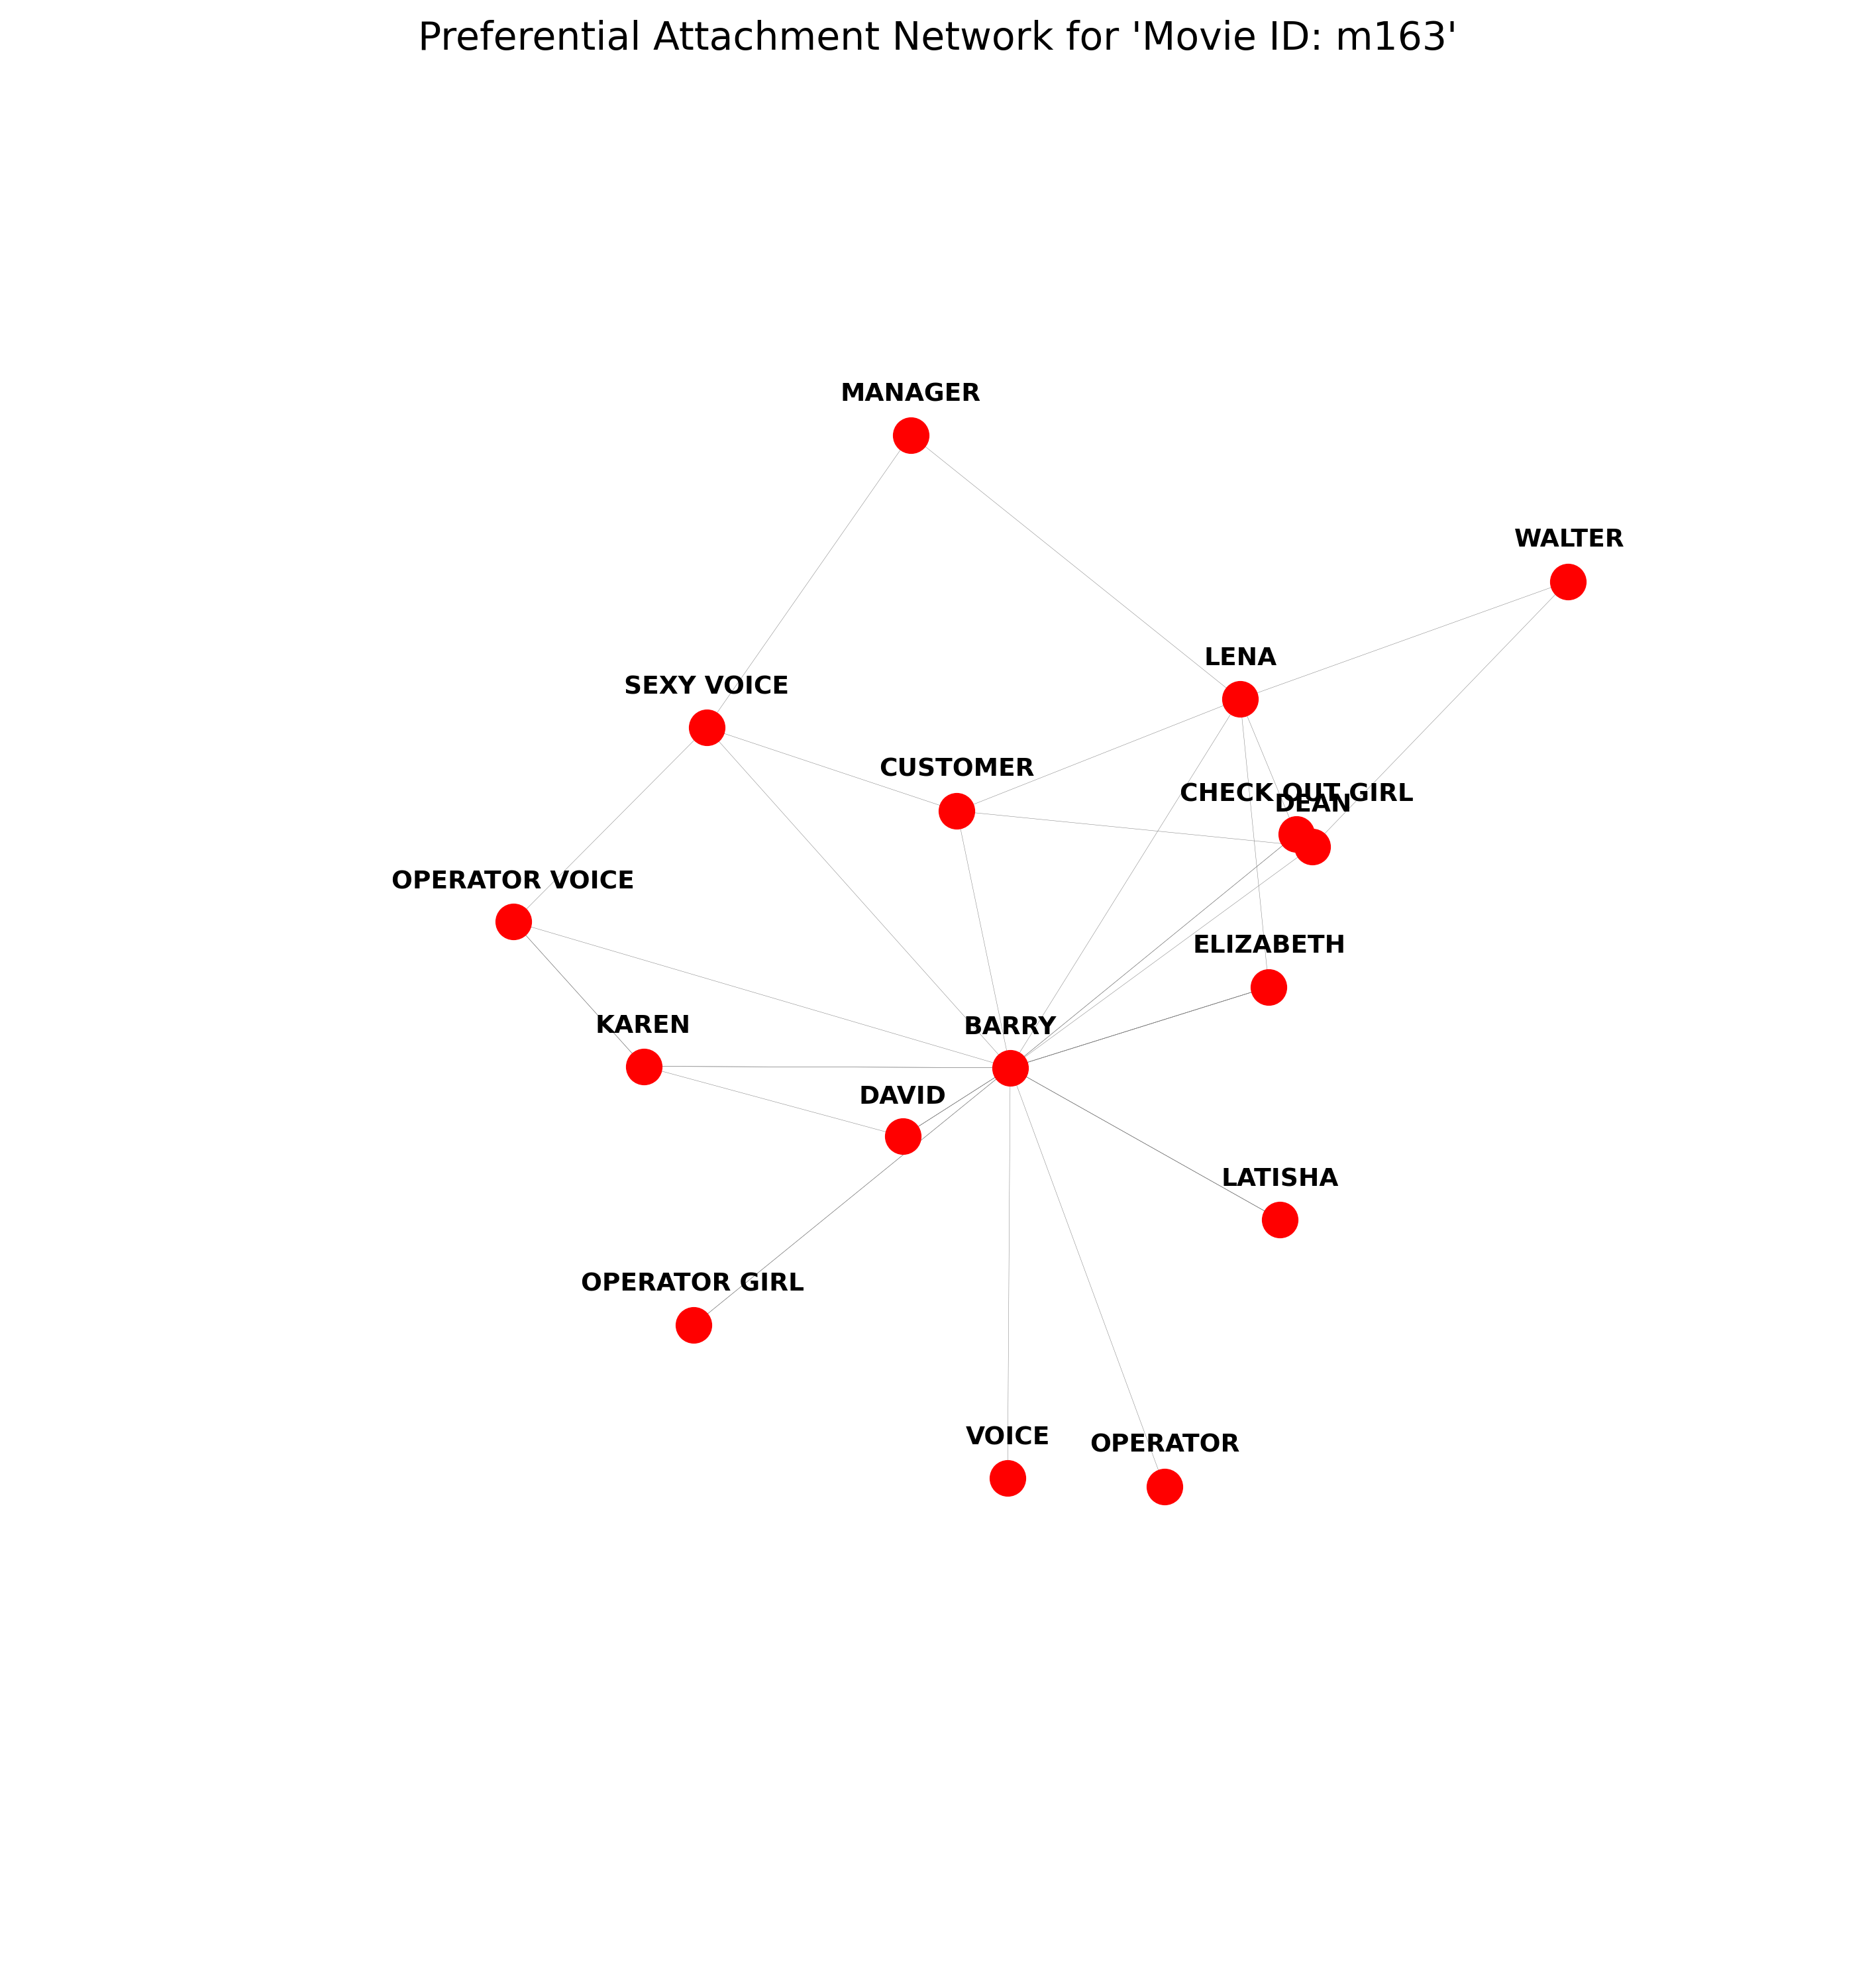 Preferential Attachment Network for 'Movie ID: m163'
MANAGER
WALTER
LENA
SEXY VOICE
CUSTOMER
CHECK OUT GIRL
DEAN
OPERATOR VOICE
ELIZABETH
KAREN
BARRY
DAVID
LATISHA
OPERATOR GIRL
VOICE
OPERATOR